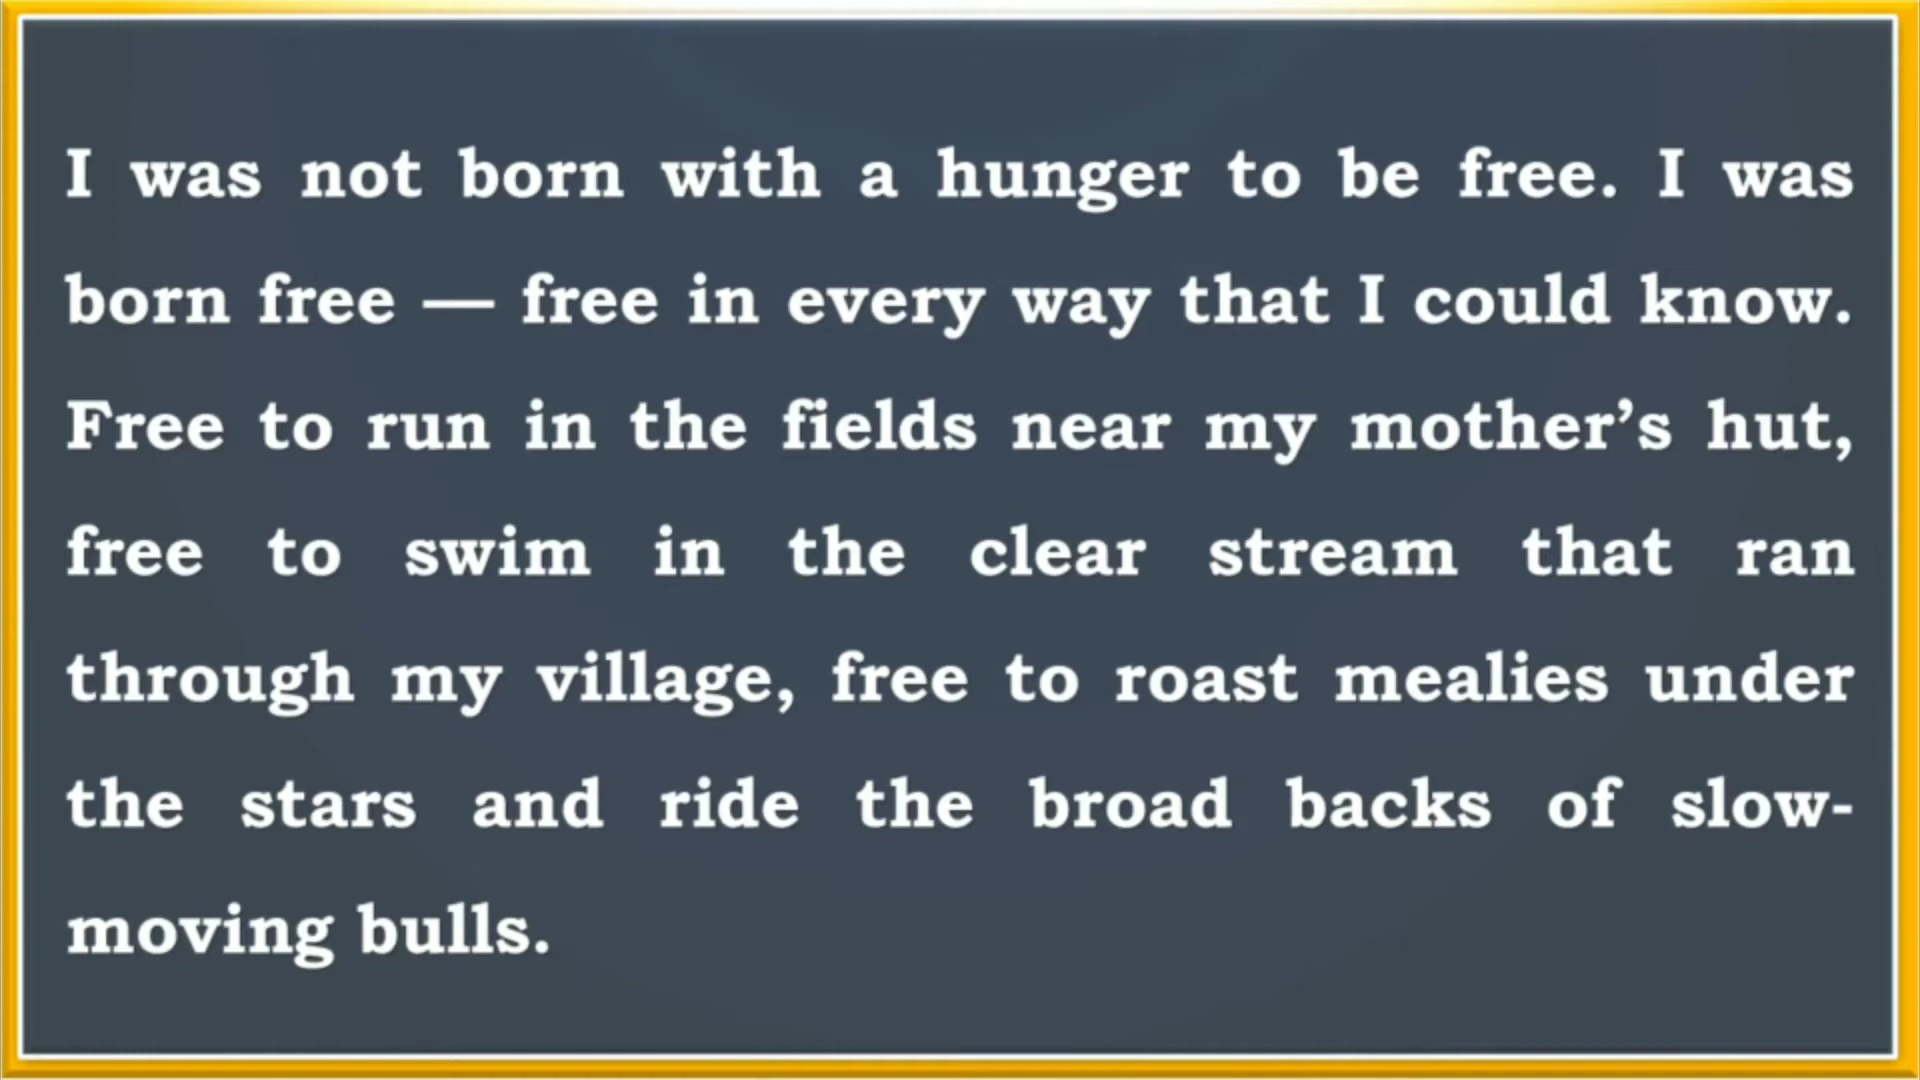 I was not born with a hunger to be free. I was
born free — free in every way that I could know.
Free to run in the fields near my mother’s hut,
free to swim in the clear stream that ran
through my village, free to roast mealies under
the stars and ride the broad backs of slow-
moving bulls.